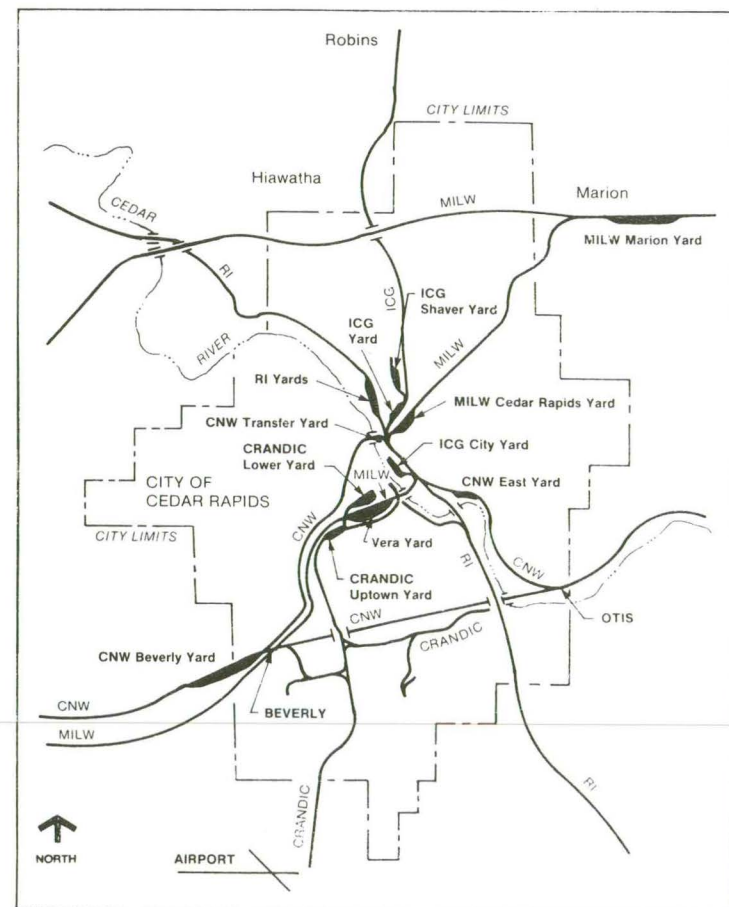 Robins
CITY LIMITS
Hiawatha
Marion
CEDAR
MILW
MILW Marion Yard
RI
ICG
ICG
Shaver Yard
RIVER
ICG
Yard
MILW
RI Yards
MILW Cedar Rapids Yard
CNW Transfer Yard
ICG City Yard
CRANDIC
Lower Yard
MILW
CNW East Yard
CITY OF
CEDAR RAPIDS
CNW
CITY LIMITS
Vera Yard
RI
CNW
CRANDIC
Uptown Yard
CNW
OTIS
CRANDIC
CNW Beverly Yard
CNW
BEVERLY
MILW
CRANDIC
RI
NORTH
AIRPORT